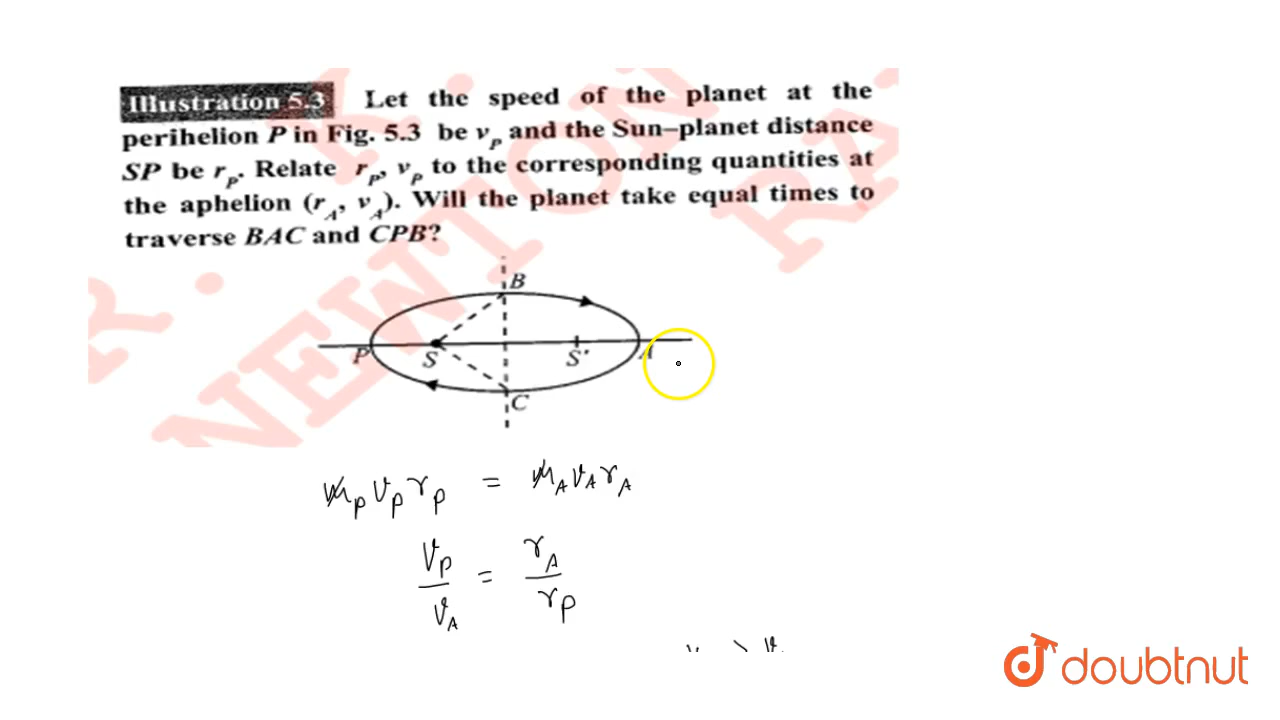 Illustration 5.3 Let the speed of the planet at the
perihelion P in Fig. 5.3 be v_P and the Sun–planet distance
SP be r_P. Relate r_P, v_P to the corresponding quantities at
the aphelion (r_A, v_A). Will the planet take equal times to
traverse BAC and CPB?
B
P S S' A
C
m_P v_P r_P = m_A v_A r_A
v_P / v_A = r_A / r_P
doubtnut